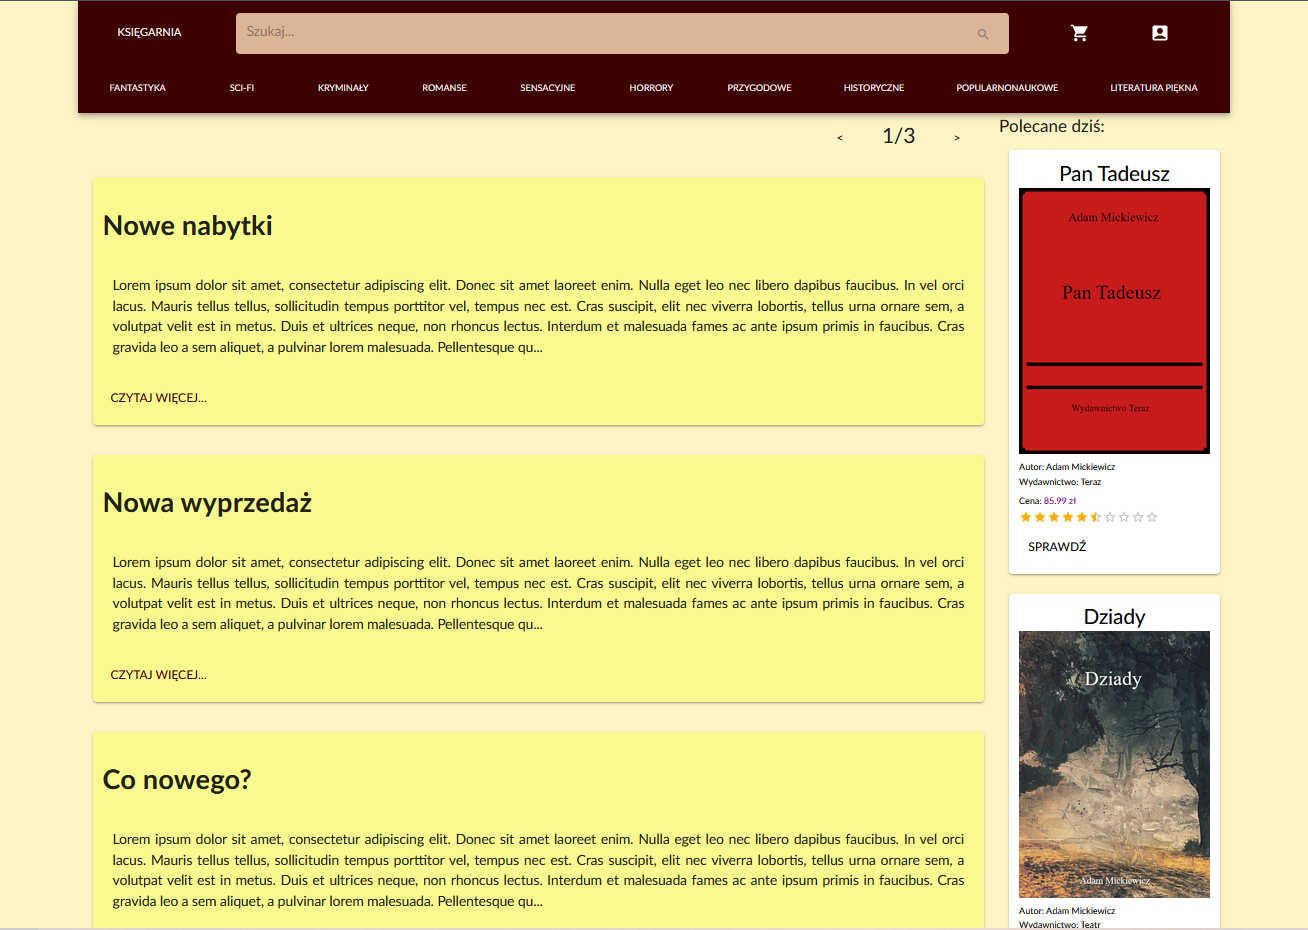 KSIĘGARNIA
Szukaj...
FANTASTYKA SCI-FI KRYMINAŁY ROMANSE SENSACYJNE HORRORY PRZYGODOWE HISTORYCZNE POPULARNONAUKOWE LITERATURA PIĘKNA
< 1/3 >
Nowe nabytki
Lorem ipsum dolor sit amet, consectetur adipiscing elit. Donec sit amet laoreet enim. Nulla eget leo nec libero dapibus faucibus. In vel orci
lacus. Mauris tellus tellus, sollicitudin tempus porttitor vel, tempus nec est. Cras suscipit, elit nec viverra lobortis, tellus urna ornare sem, a
volutpat velit est in metus. Duis et ultrices neque, non rhoncus lectus. Interdum et malesuada fames ac ante ipsum primis in faucibus. Cras
gravida leo a sem aliquet, a pulvinar lorem malesuada. Pellentesque qu...
CZYTAJ WIĘCEJ...
Nowa wyprzedaż
Lorem ipsum dolor sit amet, consectetur adipiscing elit. Donec sit amet laoreet enim. Nulla eget leo nec libero dapibus faucibus. In vel orci
lacus. Mauris tellus tellus, sollicitudin tempus porttitor vel, tempus nec est. Cras suscipit, elit nec viverra lobortis, tellus urna ornare sem, a
volutpat velit est in metus. Duis et ultrices neque, non rhoncus lectus. Interdum et malesuada fames ac ante ipsum primis in faucibus. Cras
gravida leo a sem aliquet, a pulvinar lorem malesuada. Pellentesque qu...
CZYTAJ WIĘCEJ...
Co nowego?
Lorem ipsum dolor sit amet, consectetur adipiscing elit. Donec sit amet laoreet enim. Nulla eget leo nec libero dapibus faucibus. In vel orci
lacus. Mauris tellus tellus, sollicitudin tempus porttitor vel, tempus nec est. Cras suscipit, elit nec viverra lobortis, tellus urna ornare sem, a
volutpat velit est in metus. Duis et ultrices neque, non rhoncus lectus. Interdum et malesuada fames ac ante ipsum primis in faucibus. Cras
gravida leo a sem aliquet, a pulvinar lorem malesuada. Pellentesque qu...
Polecane dziś:
Pan Tadeusz
Adam Mickiewicz
Pan Tadeusz
Wydawnictwo Teraz
Autor: Adam Mickiewicz
Wydawnictwo: Teraz
Cena: 85.99 zł
SPRAWDŹ
Dziady
Dziady
Adam Mickiewicz
Autor: Adam Mickiewicz
Wydawnictwo: Teatr